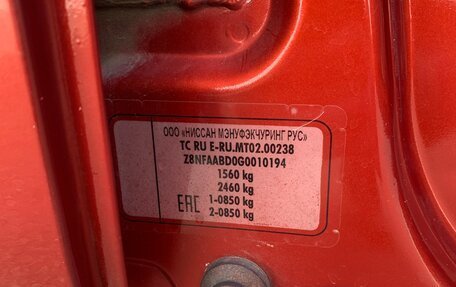 ООО «НИССАН МЭНУФЭКЧУРИНГ РУС»
TC RU E-RU.MT02.00238
Z8NFAABD0G0010194
1560 kg
2460 kg
1-0850 kg
2-0850 kg
EAC